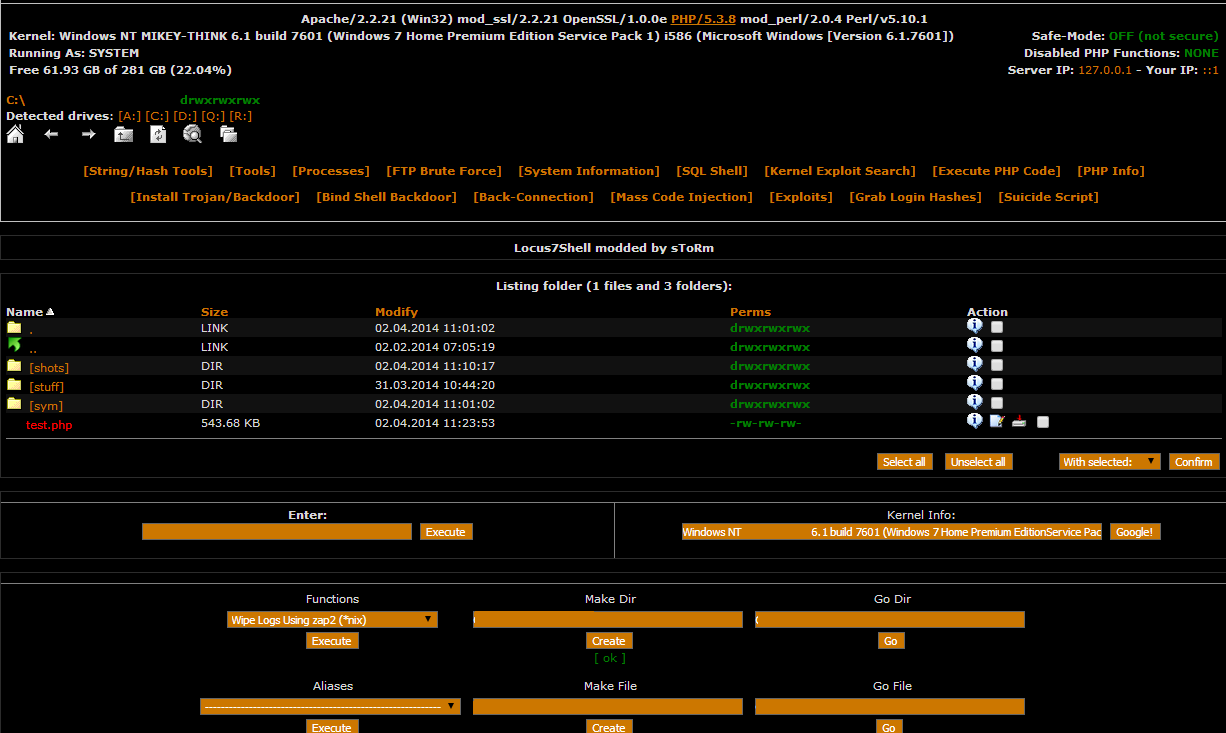 Apache/2.2.21 (Win32) mod_ssl/2.2.21 OpenSSL/1.0.0e PHP/5.3.8 mod_perl/2.0.4 Perl/v5.10.1
Kernel: Windows NT MIKEY-THINK 6.1 build 7601 (Windows 7 Home Premium Edition Service Pack 1) i586 (Microsoft Windows [Version 6.1.7601]) Safe-Mode: OFF (not secure)
Running As: SYSTEM Disabled PHP Functions: NONE
Free 61.93 GB of 281 GB (22.04%) Server IP: 127.0.0.1 - Your IP: ::1
C:\ drwxrwxrwx
Detected drives: [A:] [C:] [D:] [Q:] [R:]
[String/Hash Tools] [Tools] [Processes] [FTP Brute Force] [System Information] [SQL Shell] [Kernel Exploit Search] [Execute PHP Code] [PHP Info]
[Install Trojan/Backdoor] [Bind Shell Backdoor] [Back-Connection] [Mass Code Injection] [Exploits] [Grab Login Hashes] [Suicide Script]
Locus7Shell modded by sToRm
Listing folder (1 files and 3 folders):
Name Size Modify Perms Action
. LINK 02.04.2014 11:01:02 drwxrwxrwx
.. LINK 02.02.2014 07:05:19 drwxrwxrwx
[shots] DIR 02.04.2014 11:10:17 drwxrwxrwx
[stuff] DIR 31.03.2014 10:44:20 drwxrwxrwx
[sym] DIR 02.04.2014 11:01:02 drwxrwxrwx
test.php 543.68 KB 02.04.2014 11:23:53 -rw-rw-rw-
Select all Unselect all With selected: Confirm
Enter: Kernel Info:
Execute Windows NT 6.1 build 7601 (Windows 7 Home Premium EditionService Pac Google!
Functions Make Dir Go Dir
Wipe Logs Using zap2 (*nix)
Execute Create Go
[ ok ]
Aliases Make File Go File
Execute Create Go